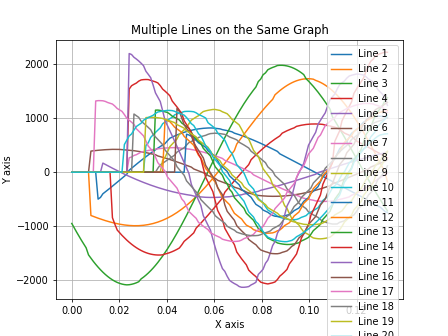 Multiple Lines on the Same Graph
Y axis
2000
1000
0
−1000
−2000
0.00
0.02
0.04
0.06
0.08
0.10
X axis
Line 1
Line 2
Line 3
Line 4
Line 5
Line 6
Line 7
Line 8
Line 9
Line 10
Line 11
Line 12
Line 13
Line 14
Line 15
Line 16
Line 17
Line 18
Line 19
Line 20